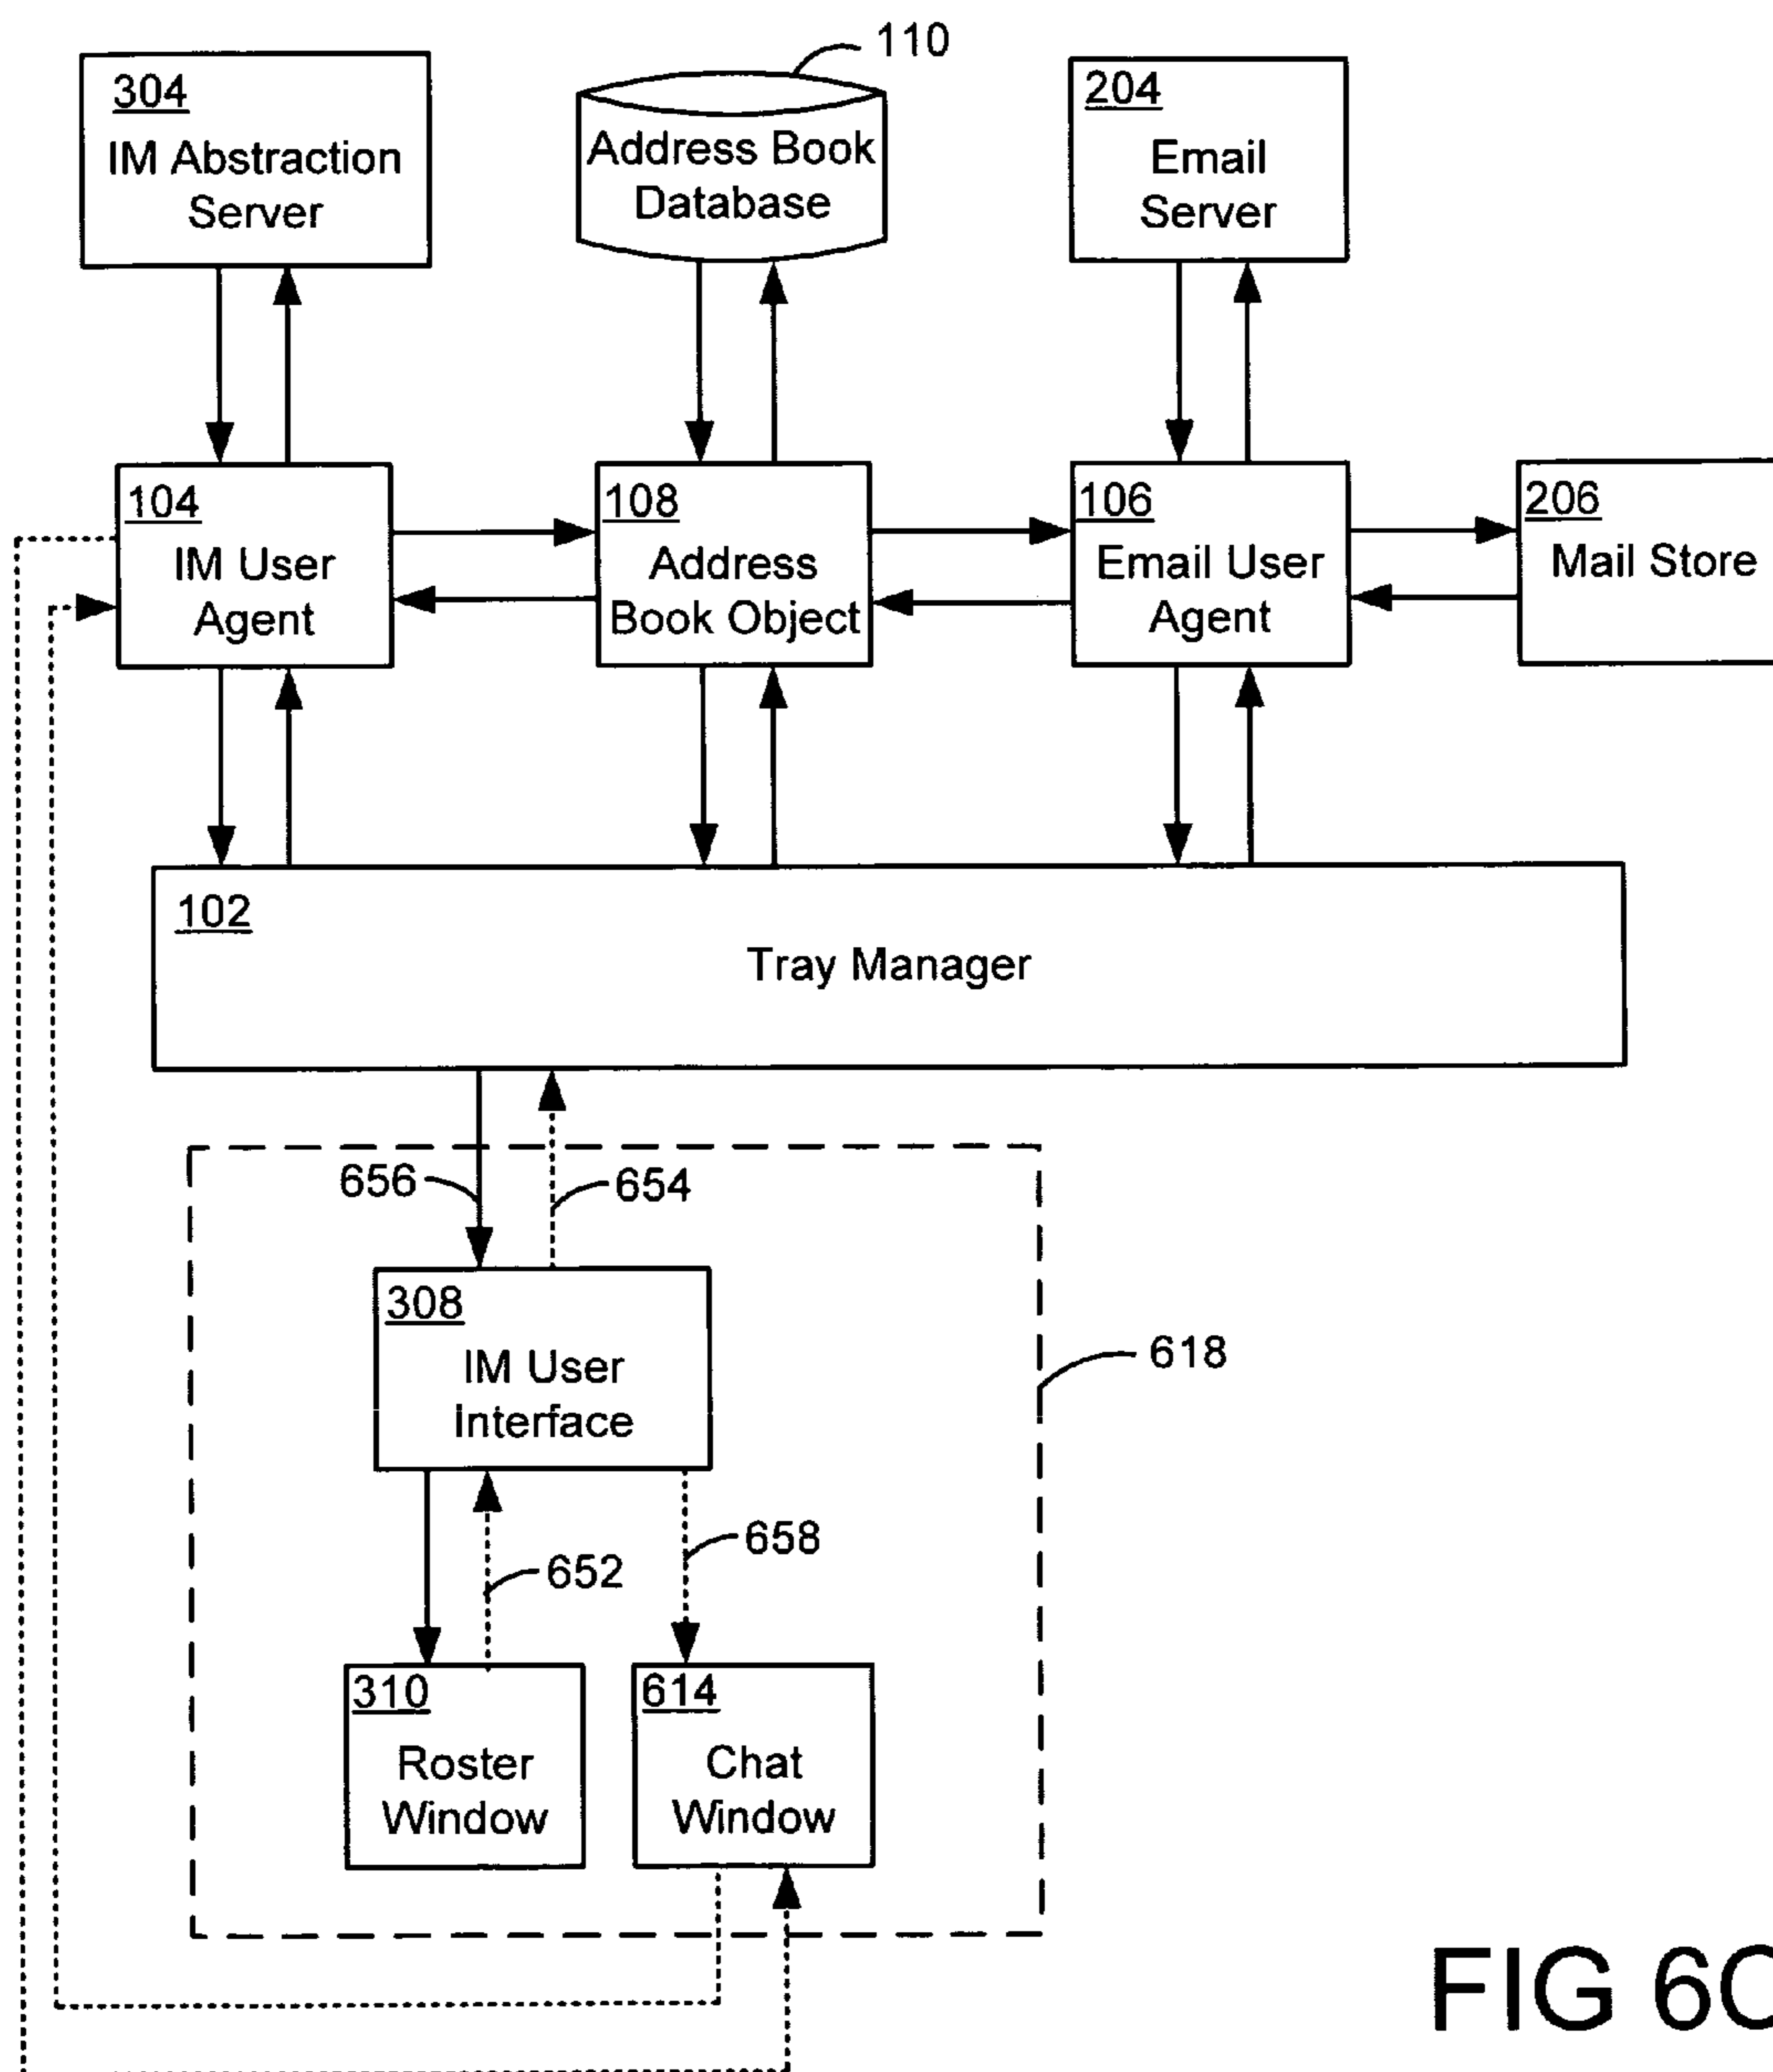 110
304
IM Abstraction
Server
Address Book
Database
204
Email
Server
104
IM User
Agent
108
Address
Book Object
106
Email User
Agent
206
Mail Store
102
Tray Manager
656
654
308
IM User
Interface
618
658
652
310
Roster
Window
614
Chat
Window
FIG 6C